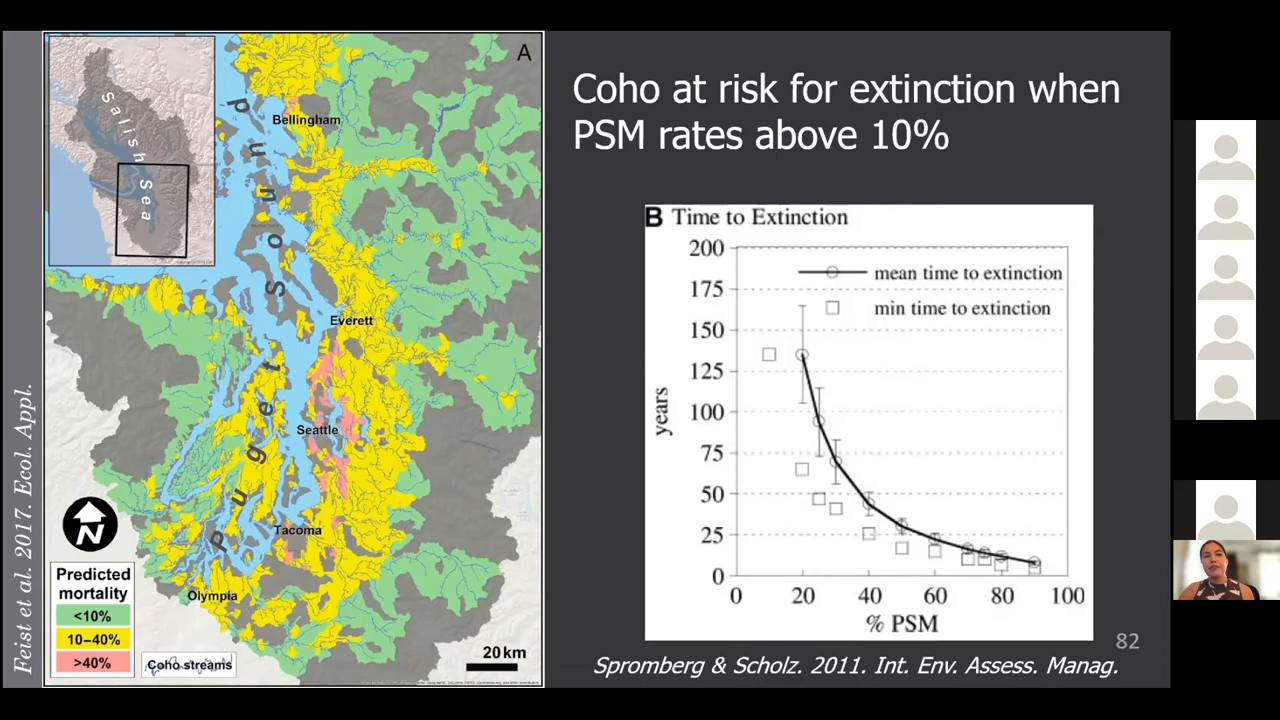 Coho at risk for extinction when
PSM rates above 10%
A
Salish Sea
Puget Sound
Bellingham
Everett
Seattle
Tacoma
Olympia
N
Predicted
mortality
<10%
10–40%
>40%
Coho streams
20 km
Feist et al. 2017. Ecol. Appl.
B Time to Extinction
200
175
150
125
100
75
50
25
0
years
mean time to extinction
min time to extinction
0 20 40 60 80 100
% PSM
82
Spromberg & Scholz. 2011. Int. Env. Assess. Manag.